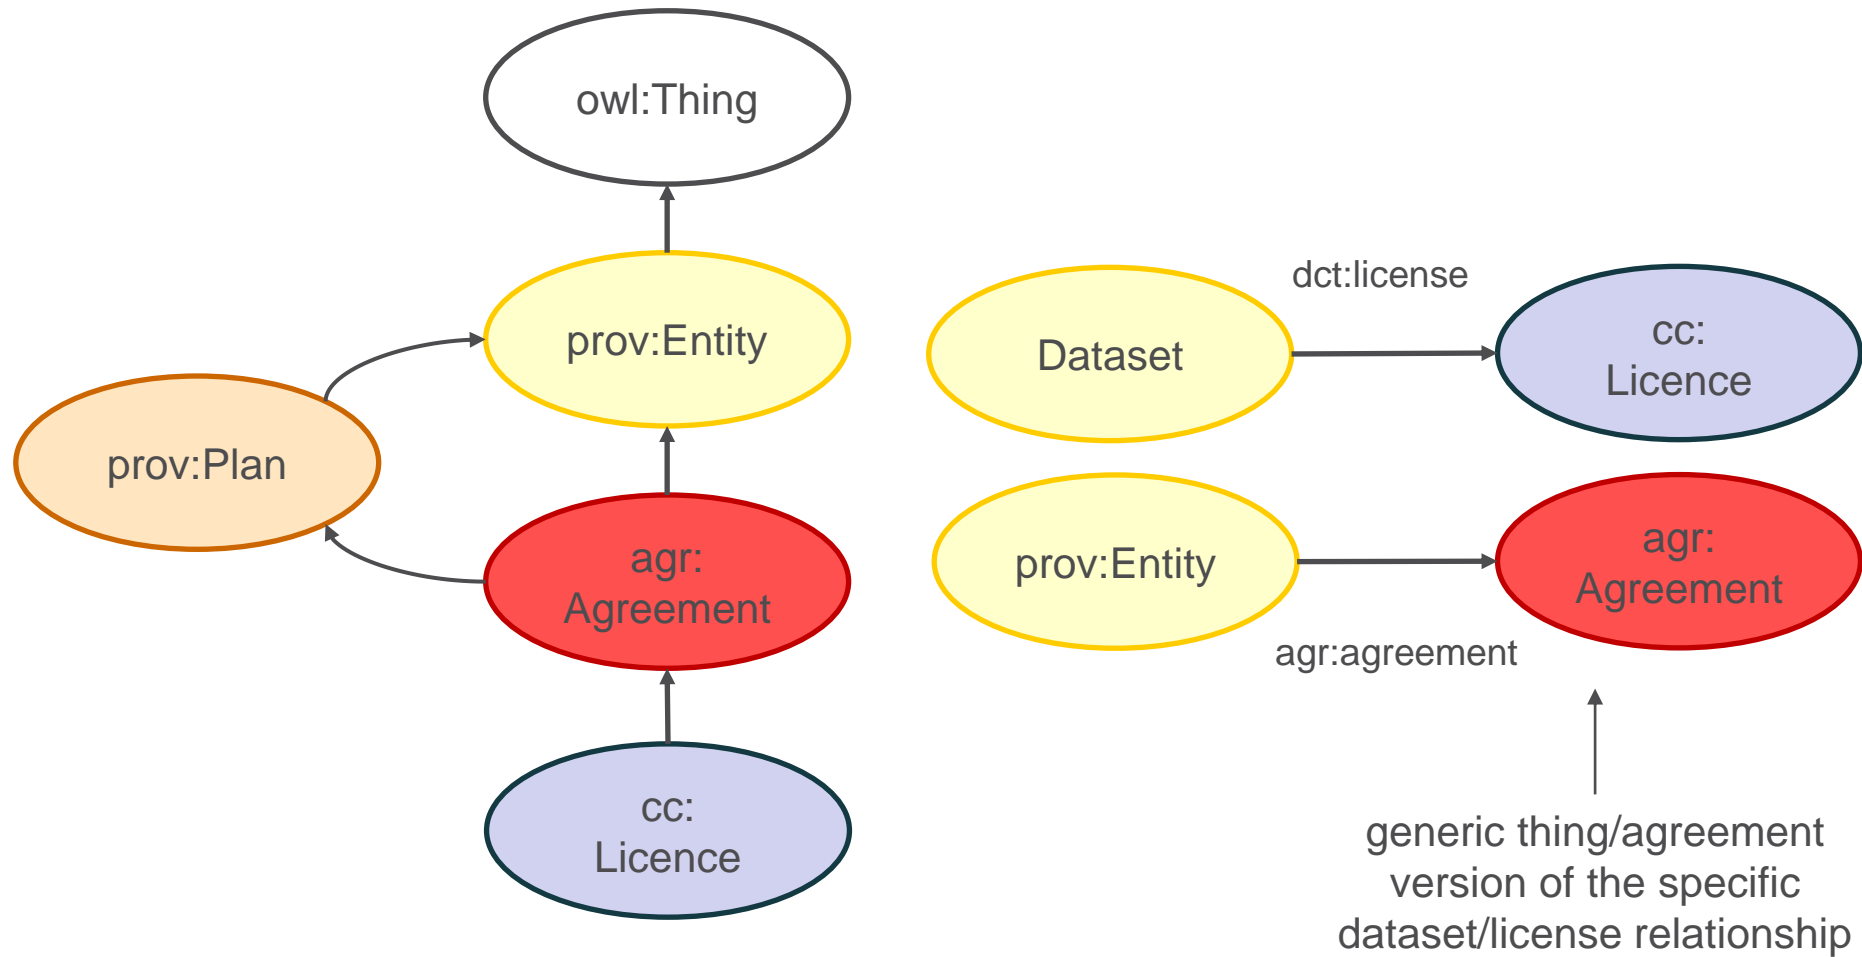 owl:Thing
prov:Entity
prov:Plan
agr:
Agreement
cc:
Licence
dct:license
Dataset
cc:
Licence
prov:Entity
agr:
Agreement
agr:agreement
generic thing/agreement
version of the specific
dataset/license relationship